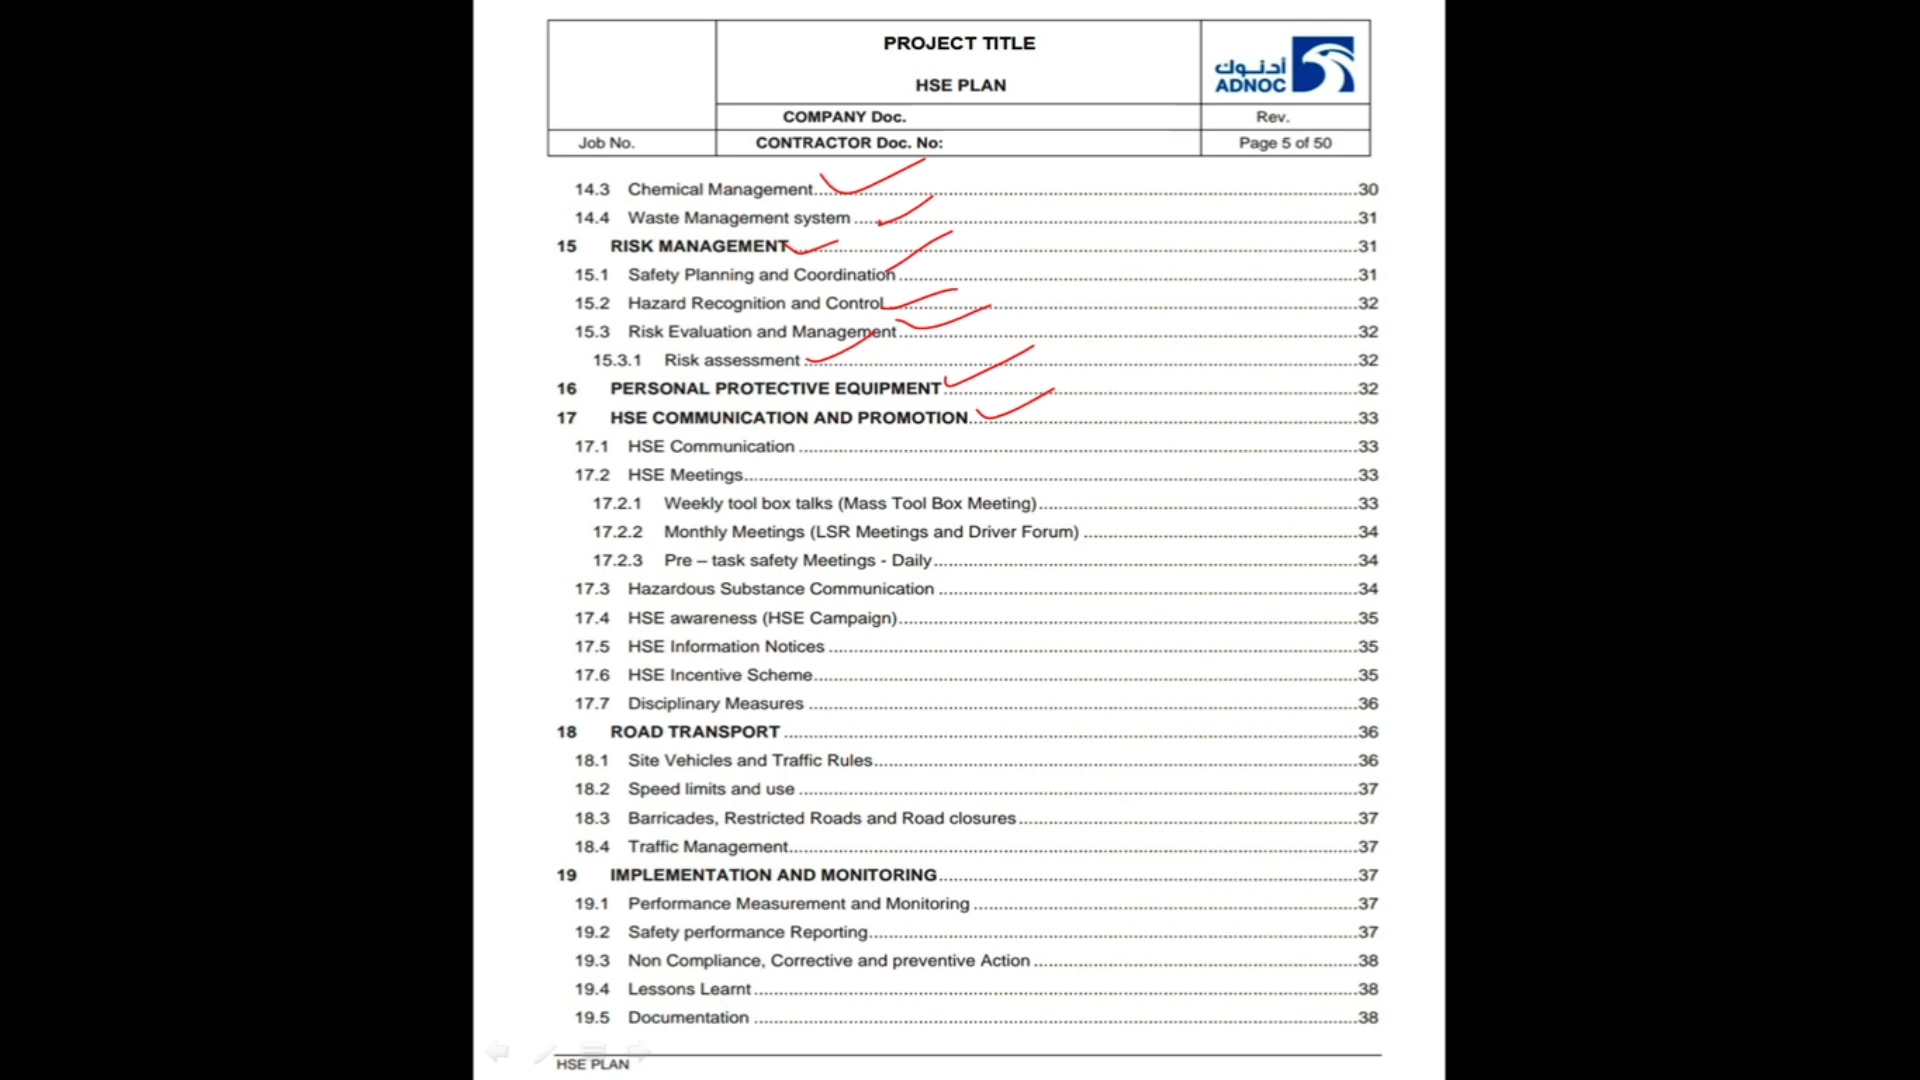 PROJECT TITLE
HSE PLAN
أدنوك
ADNOC
COMPANY Doc.
Rev.
Job No.
CONTRACTOR Doc. No:
Page 5 of 50
14.3 Chemical Management 30
14.4 Waste Management system 31
15 RISK MANAGEMENT 31
15.1 Safety Planning and Coordination 31
15.2 Hazard Recognition and Control 32
15.3 Risk Evaluation and Management 32
15.3.1 Risk assessment 32
16 PERSONAL PROTECTIVE EQUIPMENT 32
17 HSE COMMUNICATION AND PROMOTION 33
17.1 HSE Communication 33
17.2 HSE Meetings 33
17.2.1 Weekly tool box talks (Mass Tool Box Meeting) 33
17.2.2 Monthly Meetings (LSR Meetings and Driver Forum) 34
17.2.3 Pre – task safety Meetings - Daily 34
17.3 Hazardous Substance Communication 34
17.4 HSE awareness (HSE Campaign) 35
17.5 HSE Information Notices 35
17.6 HSE Incentive Scheme 35
17.7 Disciplinary Measures 36
18 ROAD TRANSPORT 36
18.1 Site Vehicles and Traffic Rules 36
18.2 Speed limits and use 37
18.3 Barricades, Restricted Roads and Road closures 37
18.4 Traffic Management 37
19 IMPLEMENTATION AND MONITORING 37
19.1 Performance Measurement and Monitoring 37
19.2 Safety performance Reporting 37
19.3 Non Compliance, Corrective and preventive Action 38
19.4 Lessons Learnt 38
19.5 Documentation 38
HSE PLAN